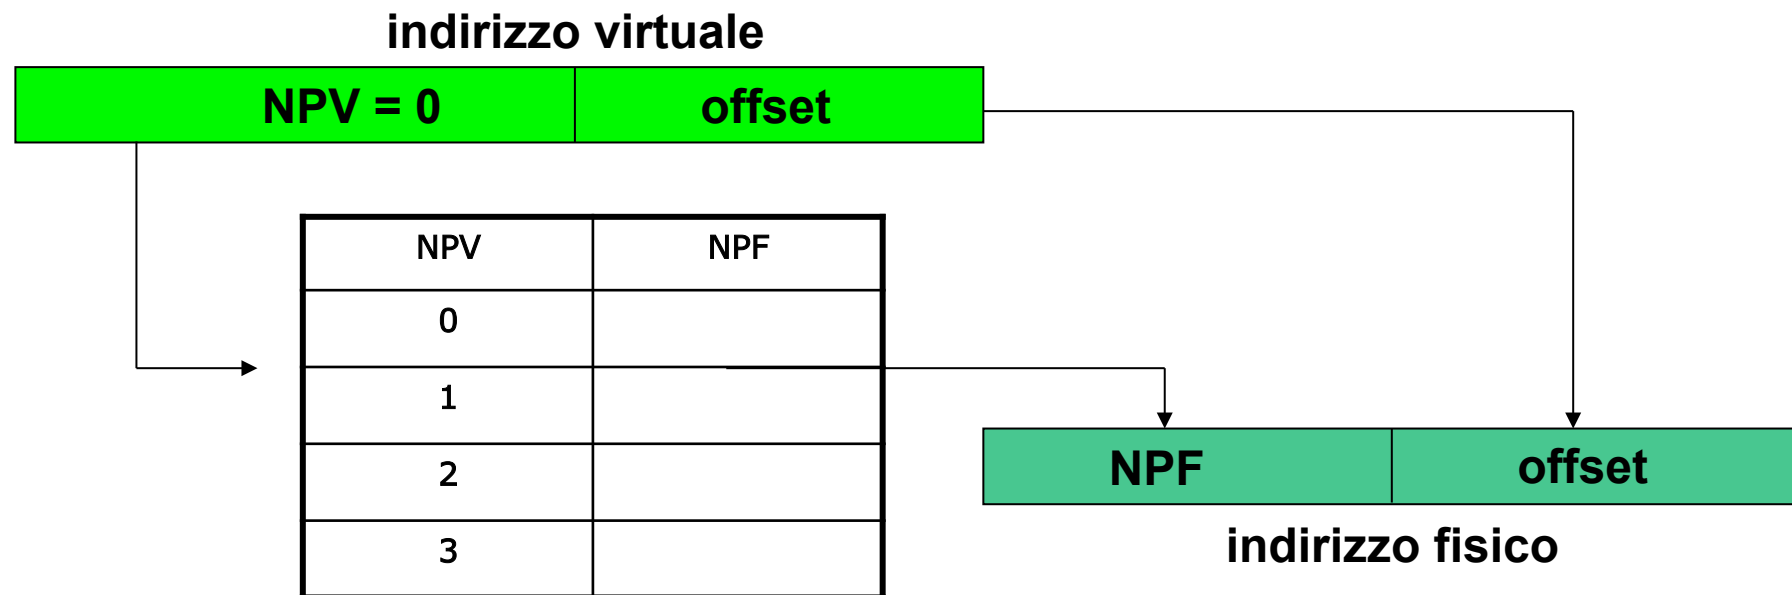 indirizzo virtuale
NPV = 0 offset
NPV NPF
0
1
2
3
NPF offset
indirizzo fisico